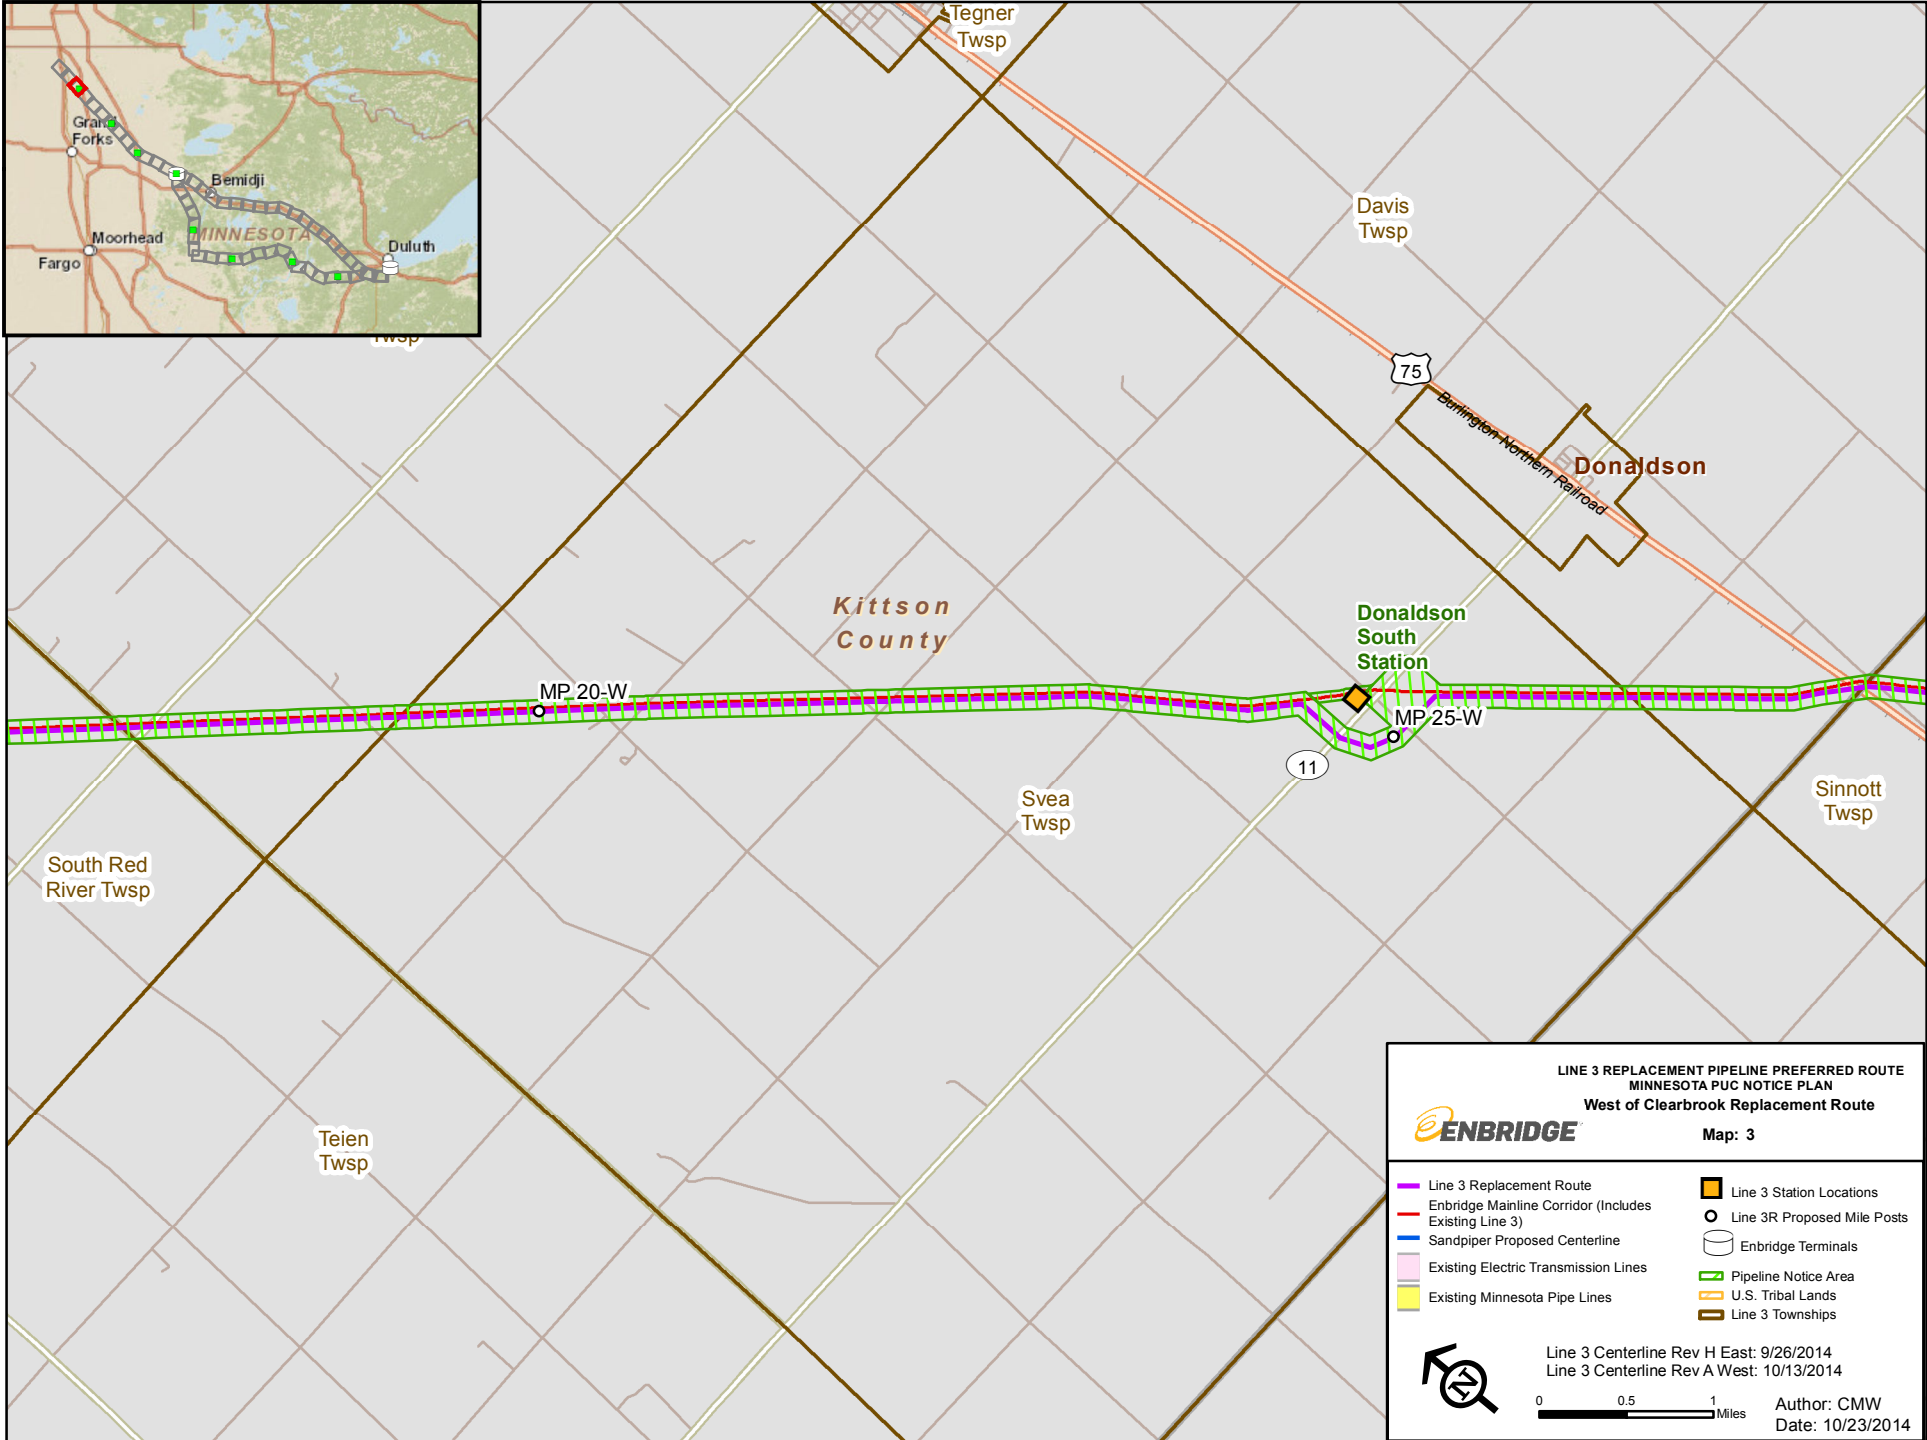 Tegner
Twsp
Grand
Forks
Bemidji
MINNESOTA
Moorhead
Fargo
Duluth
Twsp
Davis
Twsp
75
Burlington Northern Railroad
Donaldson
Kittson
County
Donaldson
South
Station
MP 20-W
MP 25-W
11
Svea
Twsp
Sinnott
Twsp
South Red
River Twsp
Teien
Twsp
LINE 3 REPLACEMENT PIPELINE PREFERRED ROUTE
MINNESOTA PUC NOTICE PLAN
West of Clearbrook Replacement Route
ENBRIDGE
Map: 3
Line 3 Replacement Route
Enbridge Mainline Corridor (Includes
Existing Line 3)
Sandpiper Proposed Centerline
Existing Electric Transmission Lines
Existing Minnesota Pipe Lines
Line 3 Station Locations
Line 3R Proposed Mile Posts
Enbridge Terminals
Pipeline Notice Area
U.S. Tribal Lands
Line 3 Townships
N
Line 3 Centerline Rev H East: 9/26/2014
Line 3 Centerline Rev A West: 10/13/2014
0 0.5 1
Miles
Author: CMW
Date: 10/23/2014